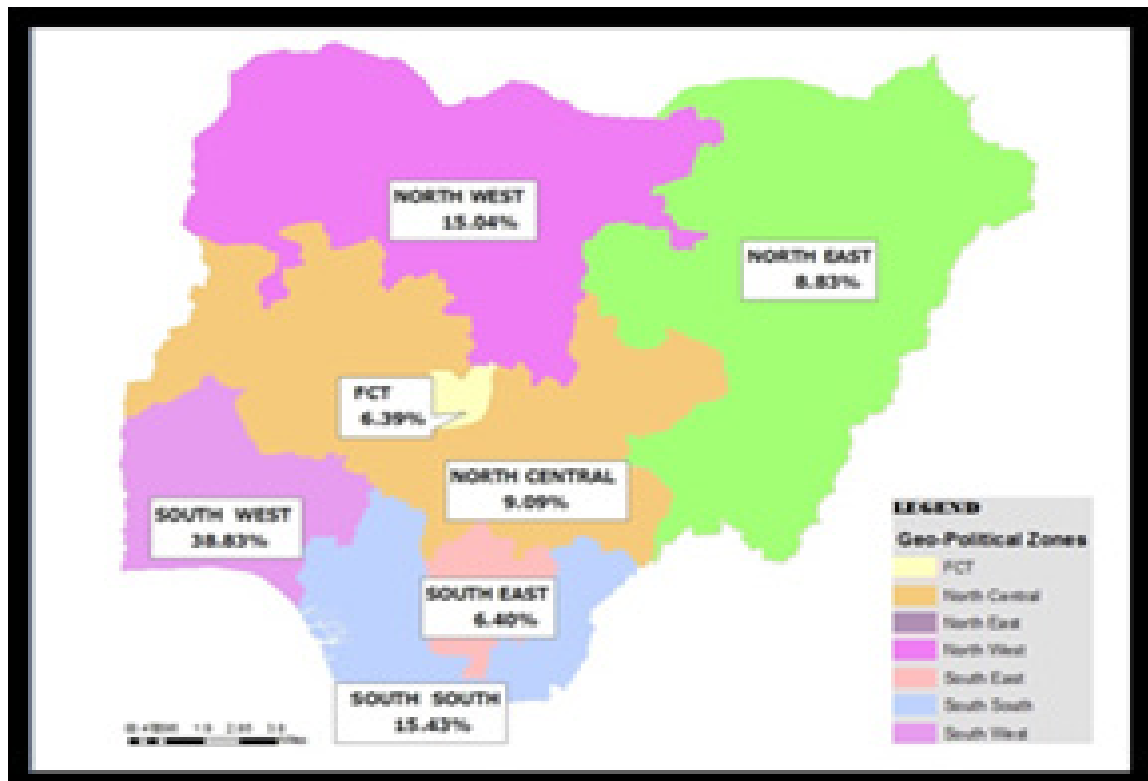 NORTH WEST
15.04%
NORTH EAST
8.83%
FCT
6.39%
NORTH CENTRAL
9.09%
SOUTH WEST
38.83%
SOUTH EAST
6.40%
SOUTH SOUTH
15.43%
LEGEND
Geo-Political Zones
FCT
North Central
North East
North West
South East
South South
South West